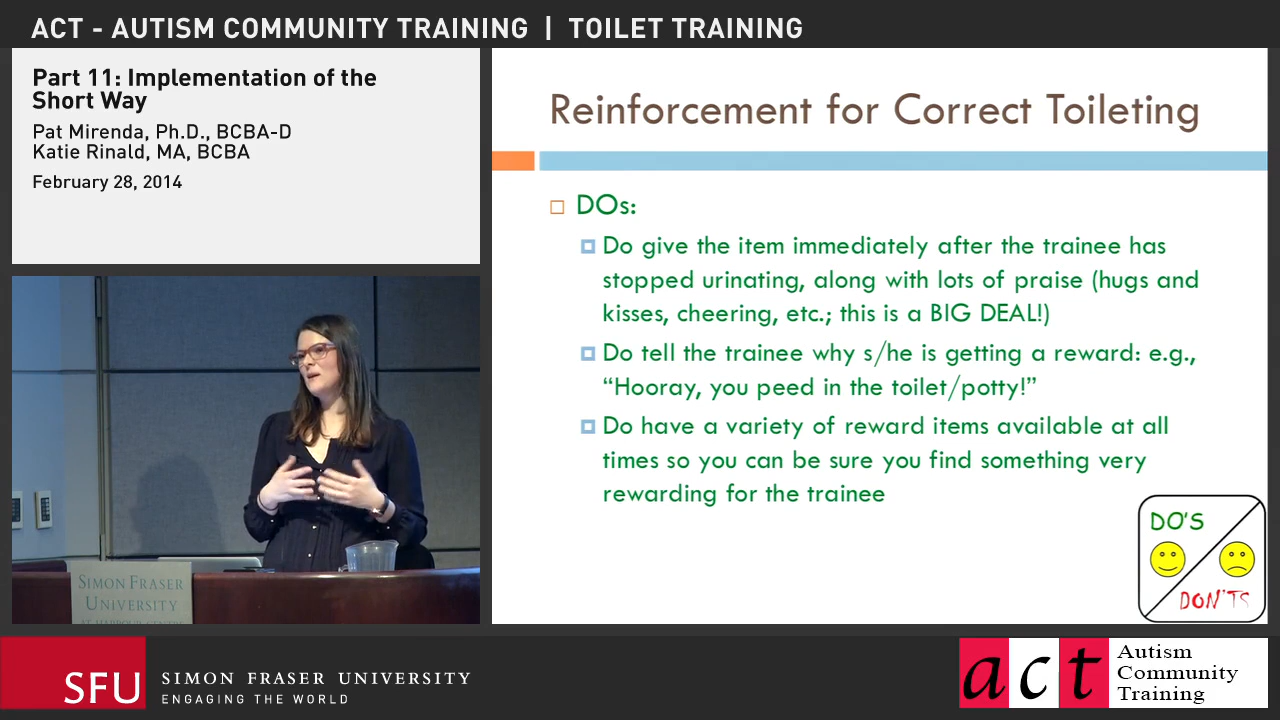 ACT - AUTISM COMMUNITY TRAINING | TOILET TRAINING
Part 11: Implementation of the
Short Way
Pat Mirenda, Ph.D., BCBA-D
Katie Rinald, MA, BCBA
February 28, 2014
Reinforcement for Correct Toileting
DOs:
Do give the item immediately after the trainee has
stopped urinating, along with lots of praise (hugs and
kisses, cheering, etc.; this is a BIG DEAL!)
Do tell the trainee why s/he is getting a reward: e.g.,
“Hooray, you peed in the toilet/potty!”
Do have a variety of reward items available at all
times so you can be sure you find something very
rewarding for the trainee
DO'S
DON'TS
SIMON FRASER
UNIVERSITY
AT HARBOUR CENTRE
SFU
SIMON FRASER UNIVERSITY
ENGAGING THE WORLD
act
Autism
Community
Training